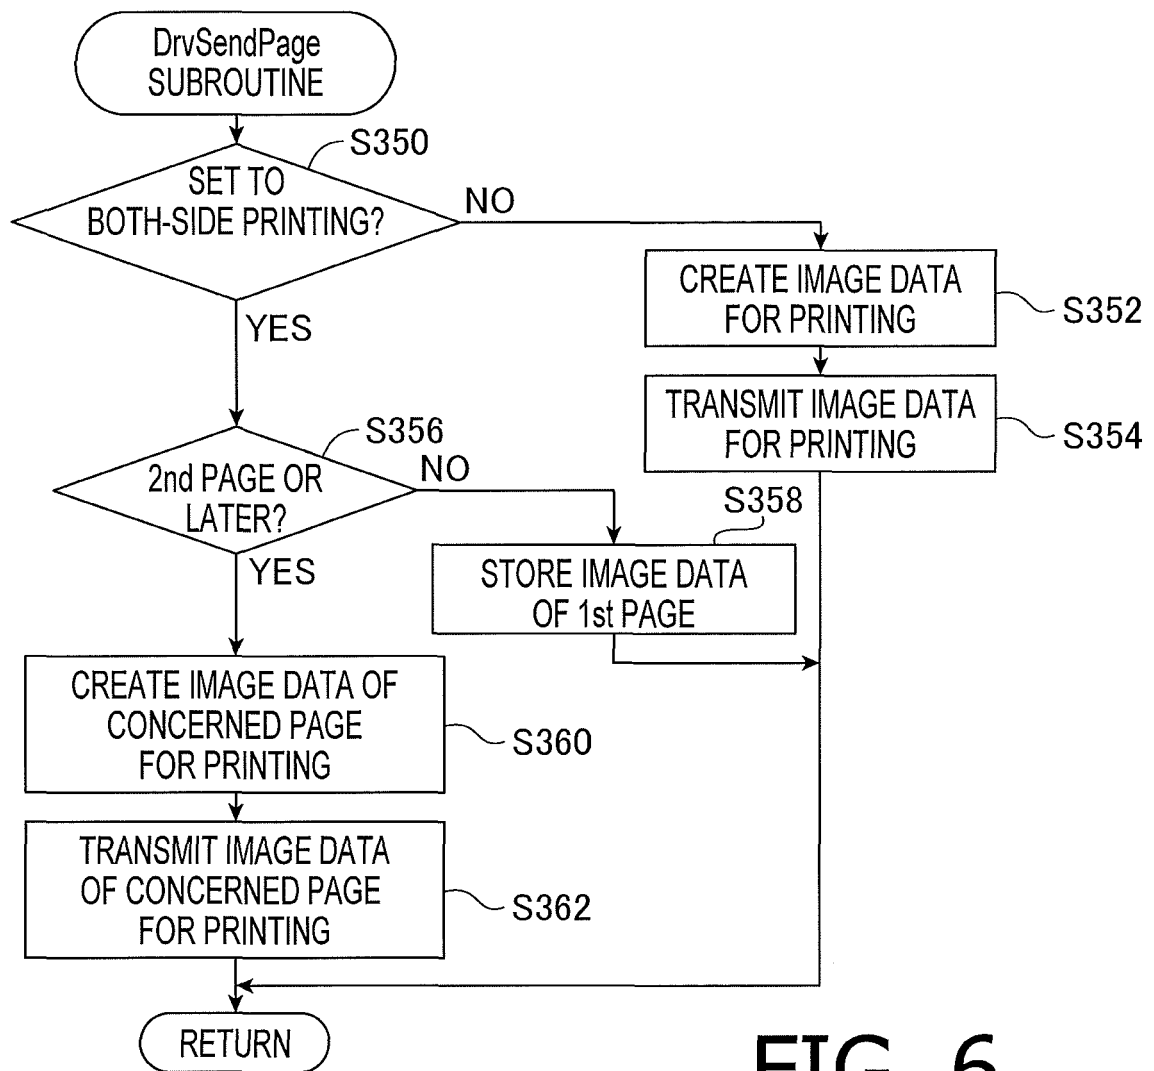 DrvSendPage
SUBROUTINE
S350
SET TO
BOTH-SIDE PRINTING?
NO
YES
CREATE IMAGE DATA
FOR PRINTING
S352
TRANSMIT IMAGE DATA
FOR PRINTING
S354
S356
2nd PAGE OR
LATER?
NO
YES
S358
STORE IMAGE DATA
OF 1st PAGE
CREATE IMAGE DATA OF
CONCERNED PAGE
FOR PRINTING
S360
TRANSMIT IMAGE DATA
OF CONCERNED PAGE
FOR PRINTING
S362
RETURN
FIG. 6